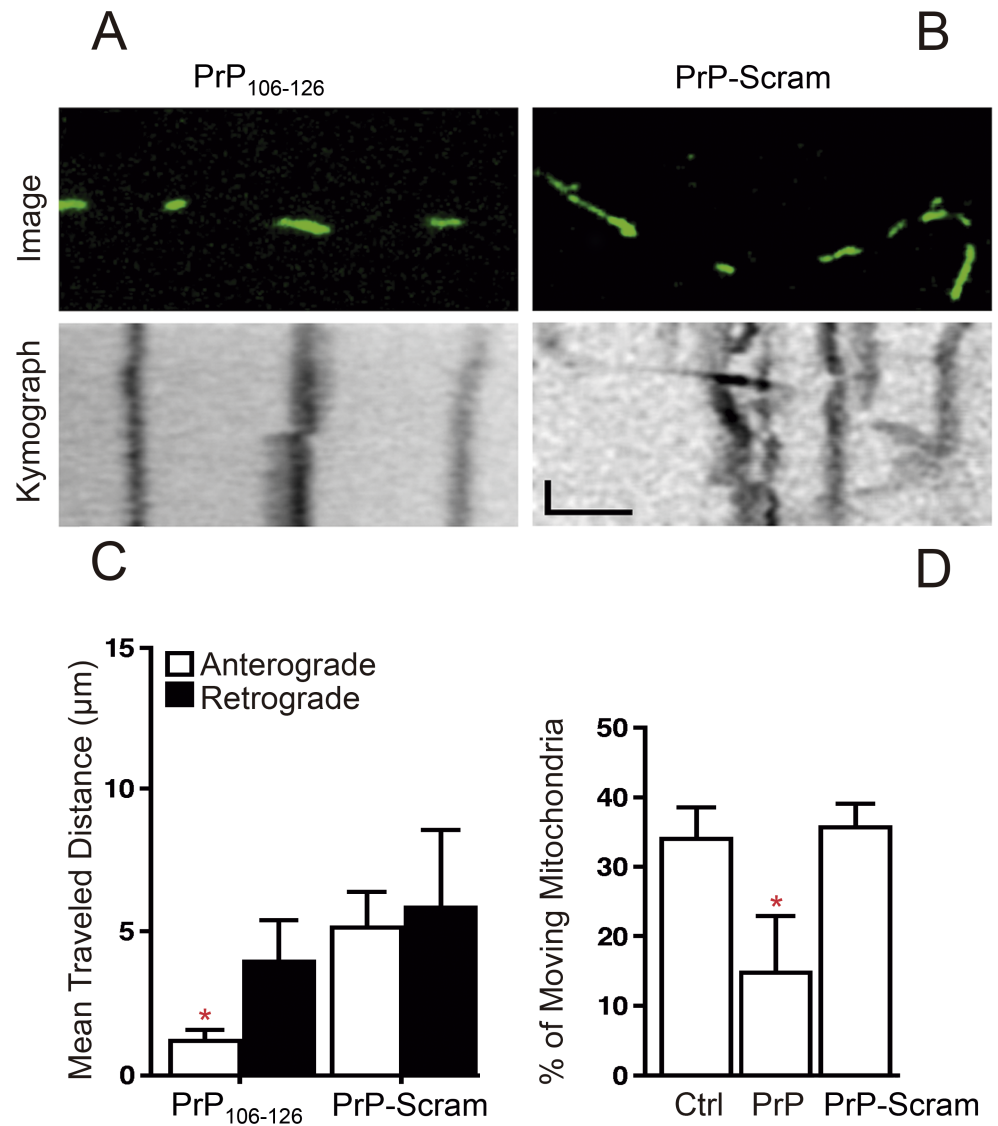 A
B
PrP106-126
PrP-Scram
Image
Kymograph
C
D
Mean Traveled Distance (μm)
15
10
5
0
Anterograde
Retrograde
*
PrP106-126
PrP-Scram
% of Moving Mitochondria
50
40
30
20
10
0
*
Ctrl
PrP
PrP-Scram